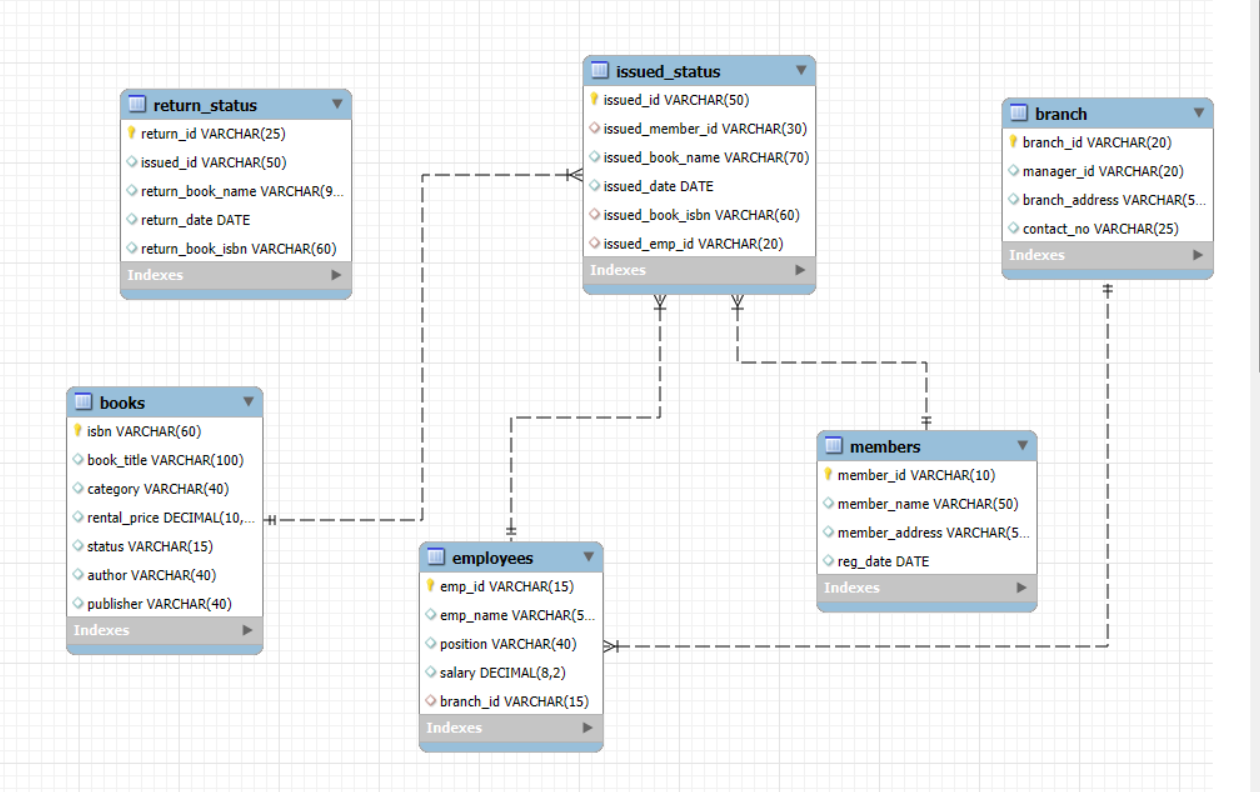 return_status
return_id VARCHAR(25)
issued_id VARCHAR(50)
return_book_name VARCHAR(9...
return_date DATE
return_book_isbn VARCHAR(60)
Indexes
issued_status
issued_id VARCHAR(50)
issued_member_id VARCHAR(30)
issued_book_name VARCHAR(70)
issued_date DATE
issued_book_isbn VARCHAR(60)
issued_emp_id VARCHAR(20)
Indexes
branch
branch_id VARCHAR(20)
manager_id VARCHAR(20)
branch_address VARCHAR(5...
contact_no VARCHAR(25)
Indexes
books
isbn VARCHAR(60)
book_title VARCHAR(100)
category VARCHAR(40)
rental_price DECIMAL(10,...
status VARCHAR(15)
author VARCHAR(40)
publisher VARCHAR(40)
Indexes
employees
emp_id VARCHAR(15)
emp_name VARCHAR(5...
position VARCHAR(40)
salary DECIMAL(8,2)
branch_id VARCHAR(15)
Indexes
members
member_id VARCHAR(10)
member_name VARCHAR(50)
member_address VARCHAR(5...
reg_date DATE
Indexes